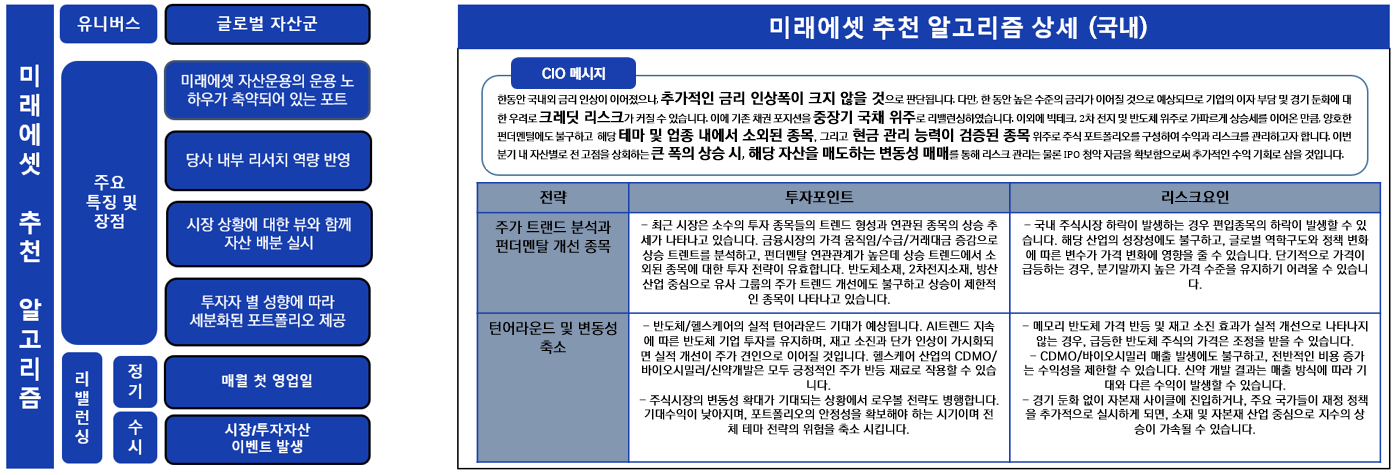 미래에셋 추천 알고리즘
유니버스
글로벌 자산군
주요
특징 및
장점
미래에셋 자산운용의 운용 노
하우가 축약되어 있는 포트
당사 내부 리서치 역량 반영
시장 상황에 대한 뷰와 함께
자산 배분 실시
투자자 별 성향에 따라
세분화된 포트폴리오 제공
리밸런싱
정기
매월 첫 영업일
수시
시장/투자자산
이벤트 발생
미래에셋 추천 알고리즘 상세 (국내)
CIO 메시지
한동안 국내외 금리 인상이 이어졌으나, 추가적인 금리 인상폭이 크지 않을 것으로 판단됩니다. 다만, 한 동안 높은 수준의 금리가 이어질 것으로 예상되므로 기업의 이자 부담 및 경기 둔화에 대
한 우려로 크레딧 리스크가 커질 수 있습니다. 이에 기존 채권 포지션을 중장기 국채 위주로 리밸런싱하였습니다. 이외에 빅테크, 2차 전지 및 반도체 위주로 가파르게 상승세를 이어온 만큼, 양호한
펀더멘털에도 불구하고 해당 테마 및 업종 내에서 소외된 종목, 그리고 현금 관리 능력이 검증된 종목 위주로 주식 포트폴리오를 구성하여 수익과 리스크를 관리하고자 합니다. 이번
분기 내 자산별로 전 고점을 상회하는 큰 폭의 상승 시, 해당 자산을 매도하는 변동성 매매를 통해 리스크 관리는 물론 IPO 청약 자금을 확보함으로써 추가적인 수익 기회로 삼을 것입니다.
전략
투자포인트
리스크요인
주가 트랜드 분석과
펀더멘탈 개선 종목
– 최근 시장은 소수의 투자 종목들의 트렌드 형성과 연관된 종목의 상승 추
세가 나타나고 있습니다. 금융시장의 가격 움직임/수급/거래대금 증감으로
상승 트렌트를 분석하고, 펀더멘탈 연관관계가 높은데 상승 트렌드에서 소
외된 종목에 대한 투자 전략이 유효합니다. 반도체소재, 2차전지소재, 방산
산업 중심으로 유사 그룹의 주가 트렌드 개선에도 불구하고 상승이 제한적
인 종목이 나타나고 있습니다.
– 국내 주식시장 하락이 발생하는 경우 편입종목의 하락이 발생할 수 있
습니다. 해당 산업의 성장성에도 불구하고, 글로벌 역학구도와 정책 변화
에 따른 변수가 가격 변화에 영향을 줄 수 있습니다. 단기적으로 가격이
급등하는 경우, 분기말까지 높은 가격 수준을 유지하기 어려울 수 있습니
다.
턴어라운드 및 변동성
축소
– 반도체/헬스케어의 실적 턴어라운드 기대가 예상됩니다. AI트렌드 지속
에 따른 반도체 기업 투자를 유지하며, 재고 소진과 단가 인상이 가시화되
면 실적 개선이 주가 견인으로 이어질 것입니다. 헬스케어 산업의 CDMO/
바이오시밀러/신약개발은 모두 긍정적인 주가 반등 재료로 작용할 수 있습
니다.
– 주식시장의 변동성 확대가 기대되는 상황에서 로우볼 전략도 병행합니다.
기대수익이 낮아지며, 포트폴리오의 안정성을 확보해야 하는 시기이며 전
체 테마 전략의 위험을 축소 시킵니다.
– 메모리 반도체 가격 반등 및 재고 소진 효과가 실적 개선으로 나타나지
않는 경우, 급등한 반도체 주식의 가격은 조정을 받을 수 있습니다.
– CDMO/바이오시밀러 매출 발생에도 불구하고, 전반적인 비용 증가
는 수익성을 제한할 수 있습니다. 신약 개발 결과는 매출 방식에 따라 기
대와 다른 수익이 발생할 수 있습니다.
– 경기 둔화 없이 자본재 사이클에 진입하거나, 주요 국가들이 재정 정책
을 추가적으로 실시하게 되면, 소재 및 자본재 산업 중심으로 지수의 상
승이 가속될 수 있습니다.